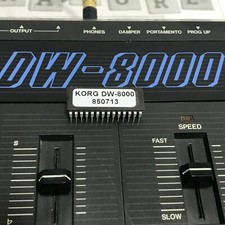 OUTPUT PHONES DAMPER PORTAMENTO PROG UP
DW-8000
KORG DW-8000
850713
SPEED
FAST
SLOW